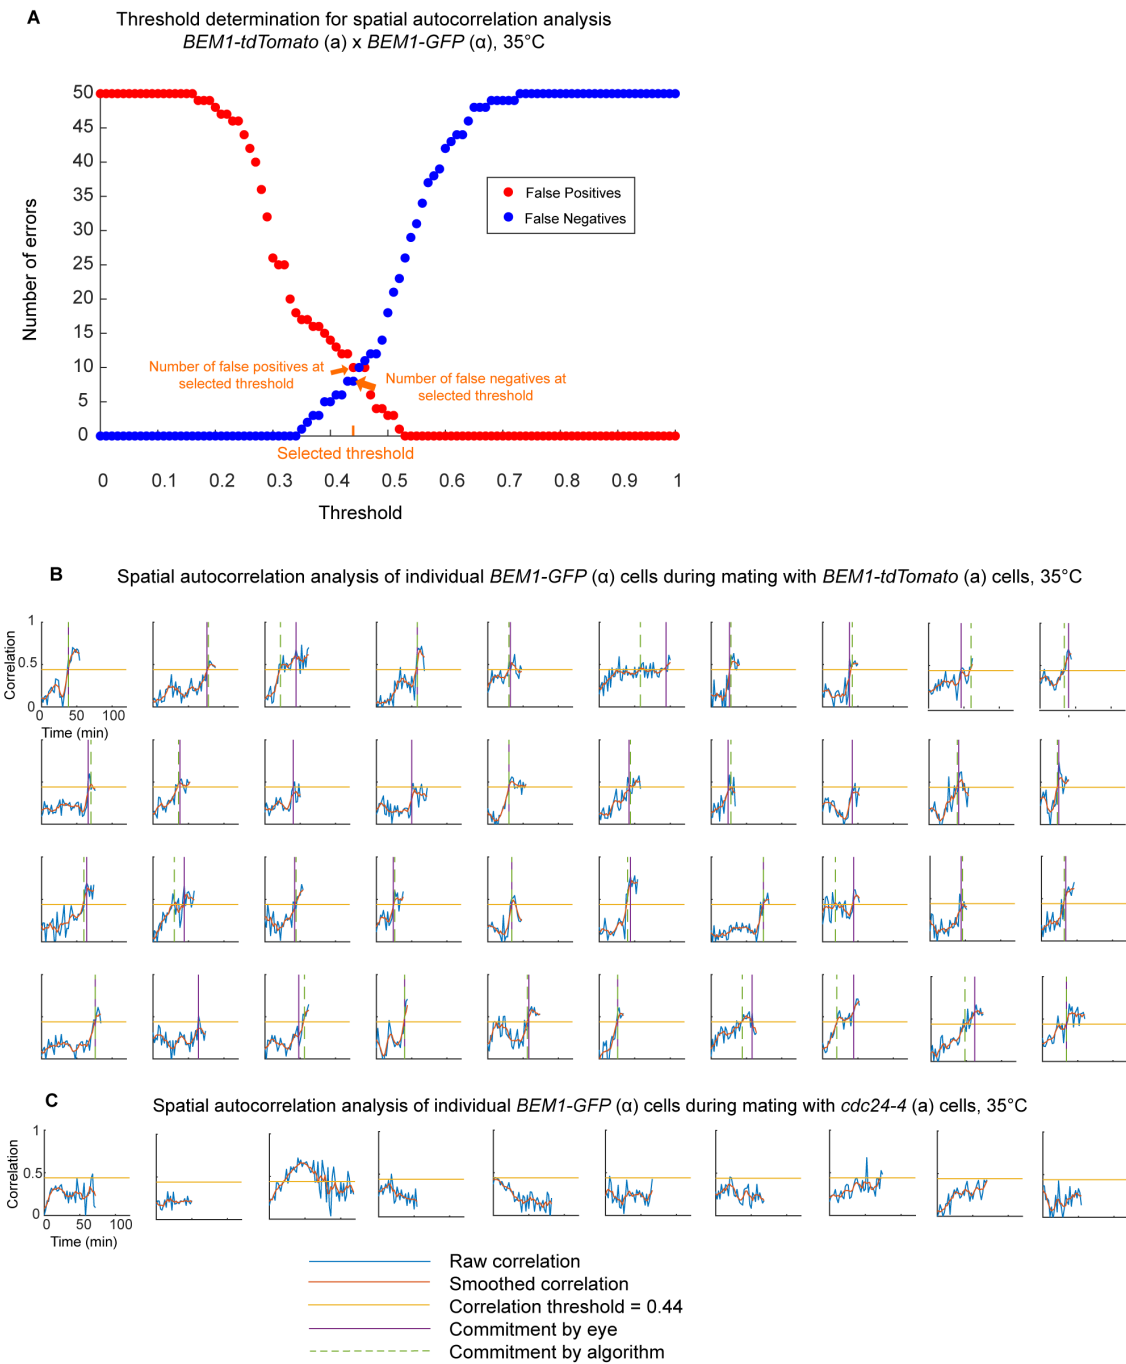 A
Threshold determination for spatial autocorrelation analysis
BEM1-tdTomato (a) x BEM1-GFP (α), 35°C
50
45
40
35
30
25
20
15
10
5
0
Number of errors
False Positives
False Negatives
Number of false positives at
selected threshold
Number of false negatives at
selected threshold
Selected threshold
0 0.1 0.2 0.3 0.4 0.5 0.6 0.7 0.8 0.9 1
Threshold
B
Spatial autocorrelation analysis of individual BEM1-GFP (α) cells during mating with BEM1-tdTomato (a) cells, 35°C
1
0.5
0
Correlation
0 50 100
Time (min)
C
Spatial autocorrelation analysis of individual BEM1-GFP (α) cells during mating with cdc24-4 (a) cells, 35°C
1
0.5
0
Correlation
0 50 100
Time (min)
Raw correlation
Smoothed correlation
Correlation threshold = 0.44
Commitment by eye
Commitment by algorithm